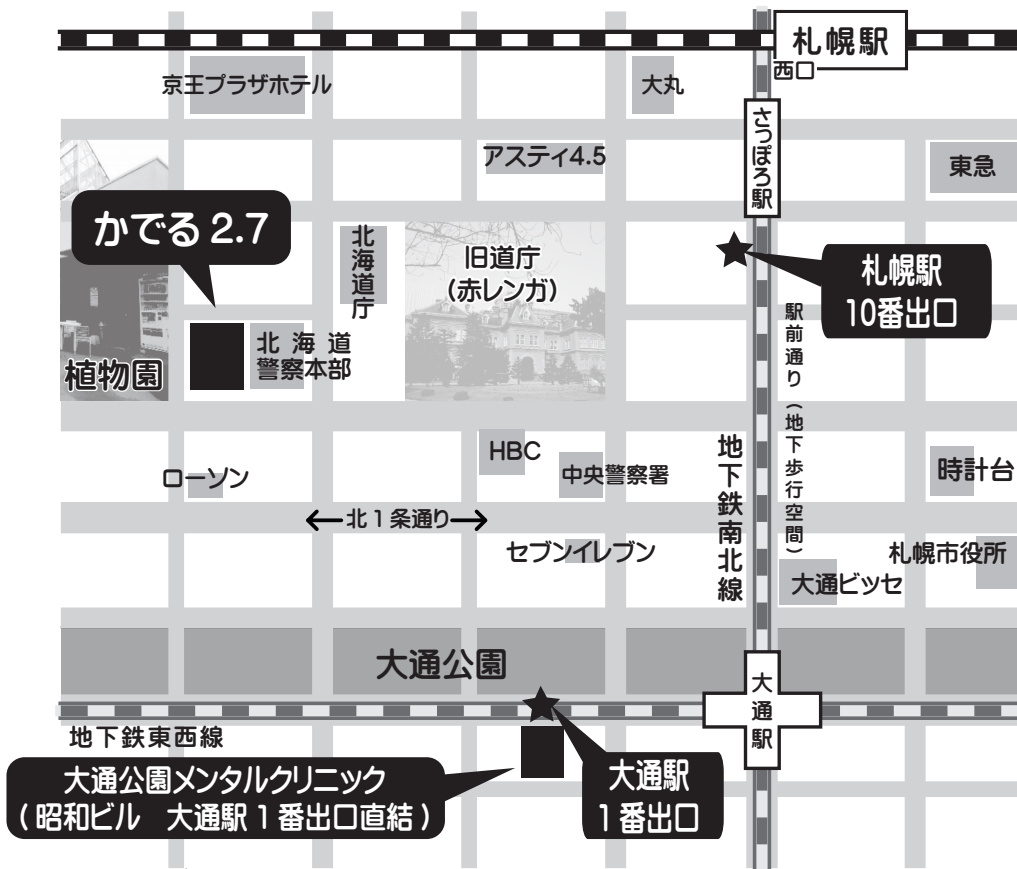 札幌駅
西口
京王プラザホテル
大丸
さっぽろ駅
アスティ4.5
東急
かでる 2.7
北海道庁
旧道庁
(赤レンガ)
札幌駅
10番出口
北 海 道
警察本部
植物園
駅前通り(地下歩行空間)
地下鉄南北線
HBC
中央警察署
時計台
ローソン
北1条通り
セブンイレブン
札幌市役所
大通ビッセ
大通公園
大通駅
地下鉄東西線
大通公園メンタルクリニック
(昭和ビル 大通駅1番出口直結)
大通駅
1番出口